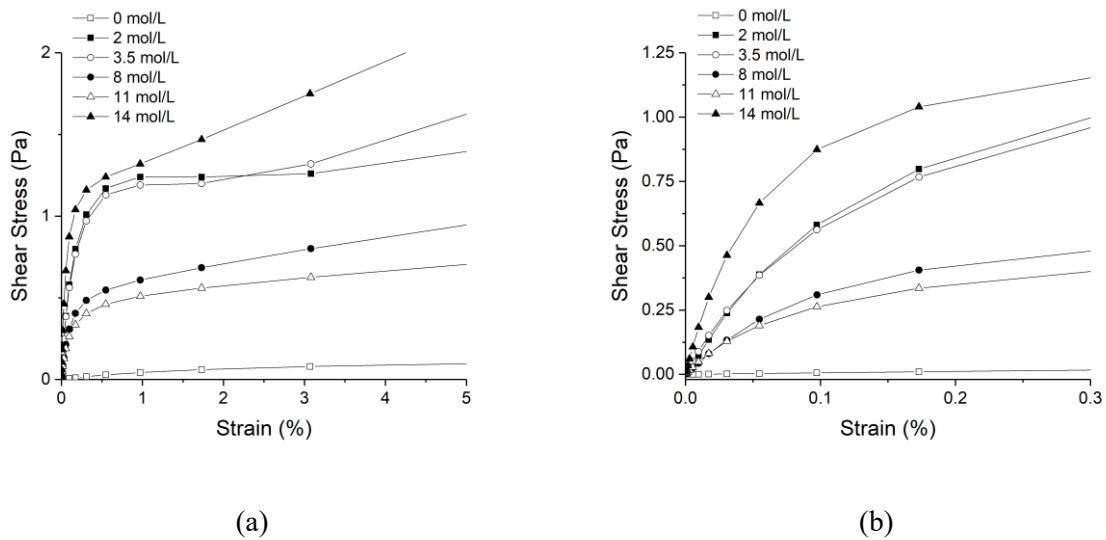 0 mol/L
2 mol/L
3.5 mol/L
8 mol/L
11 mol/L
14 mol/L
2
1
0
Shear Stress (Pa)
0 1 2 3 4 5
Strain (%)
(a)
0 mol/L
2 mol/L
3.5 mol/L
8 mol/L
11 mol/L
14 mol/L
1.25
1.00
0.75
0.50
0.25
0.00
Shear Stress (Pa)
0.0 0.1 0.2 0.3
Strain (%)
(b)